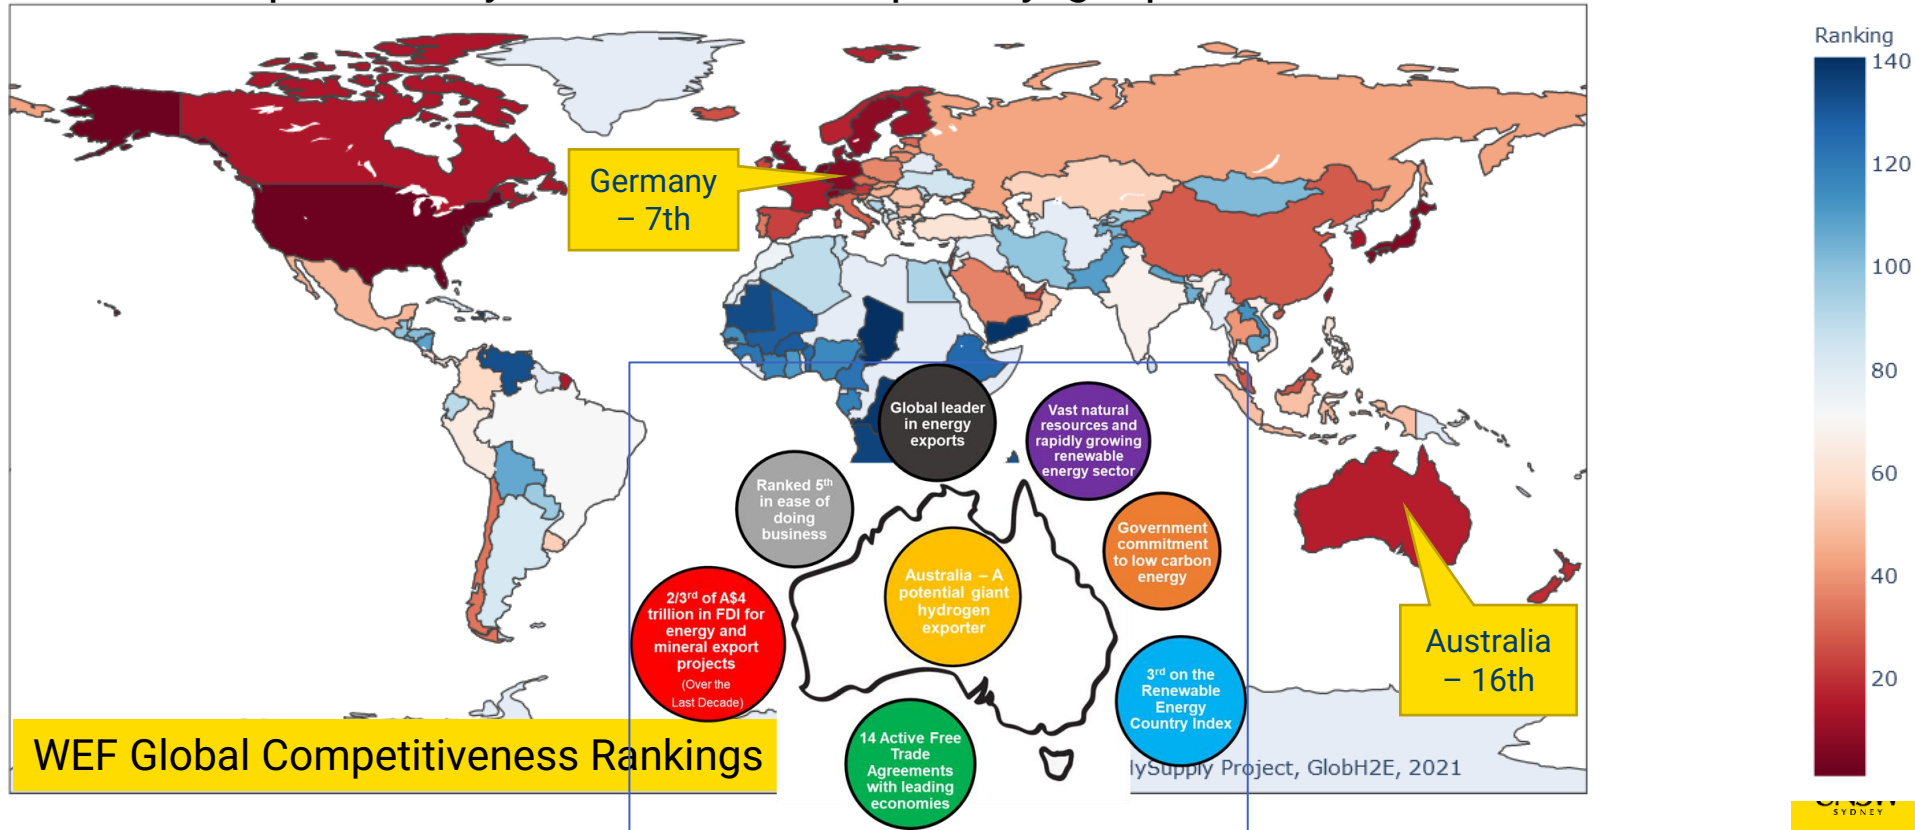 Ranking
140
120
100
80
60
40
20
Germany
– 7th
Australia
– 16th
Global leader
in energy
exports
Vast natural
resources and
rapidly growing
renewable
energy sector
Ranked 5th
in ease of
doing
business
Government
commitment
to low carbon
energy
Australia – A
potential giant
hydrogen
exporter
2/3rd of A$4
trillion in FDI for
energy and
mineral export
projects
(Over the
Last Decade)
3rd on the
Renewable
Energy
Country Index
14 Active Free
Trade
Agreements
with leading
economies
WEF Global Competitiveness Rankings
Project, GlobH2E, 2021
SYDNEY